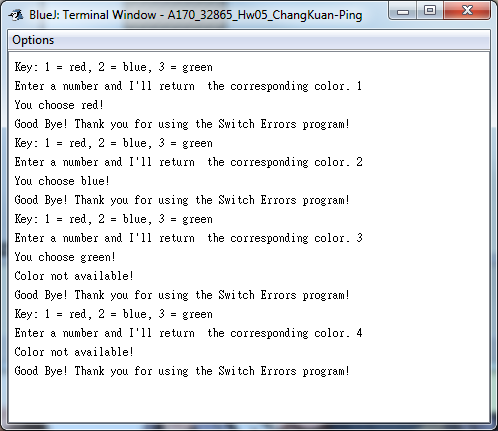 BlueJ: Terminal Window - A170_32865_Hw05_ChangKuan-Ping
Options
Key: 1 = red, 2 = blue, 3 = green
Enter a number and I'll return  the corresponding color. 1
You choose red!
Good Bye! Thank you for using the Switch Errors program!
Key: 1 = red, 2 = blue, 3 = green
Enter a number and I'll return  the corresponding color. 2
You choose blue!
Good Bye! Thank you for using the Switch Errors program!
Key: 1 = red, 2 = blue, 3 = green
Enter a number and I'll return  the corresponding color. 3
You choose green!
Color not available!
Good Bye! Thank you for using the Switch Errors program!
Key: 1 = red, 2 = blue, 3 = green
Enter a number and I'll return  the corresponding color. 4
Color not available!
Good Bye! Thank you for using the Switch Errors program!